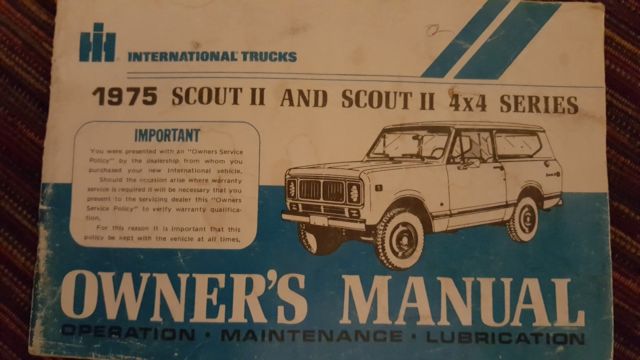 IH INTERNATIONAL TRUCKS
1975 SCOUT II AND SCOUT II 4x4 SERIES
IMPORTANT
You were presented with an "Owners Service
Policy" by the dealership from whom you
purchased your new International vehicle.
Should the occasion arise where warranty
service is required it will be necessary that you
present to the servicing dealer this "Owners
Service Policy" to verify warranty qualifica-
tion.
For this reason it is important that this
policy be kept with the vehicle at all times.
OWNER'S MANUAL
OPERATION • MAINTENANCE • LUBRICATION